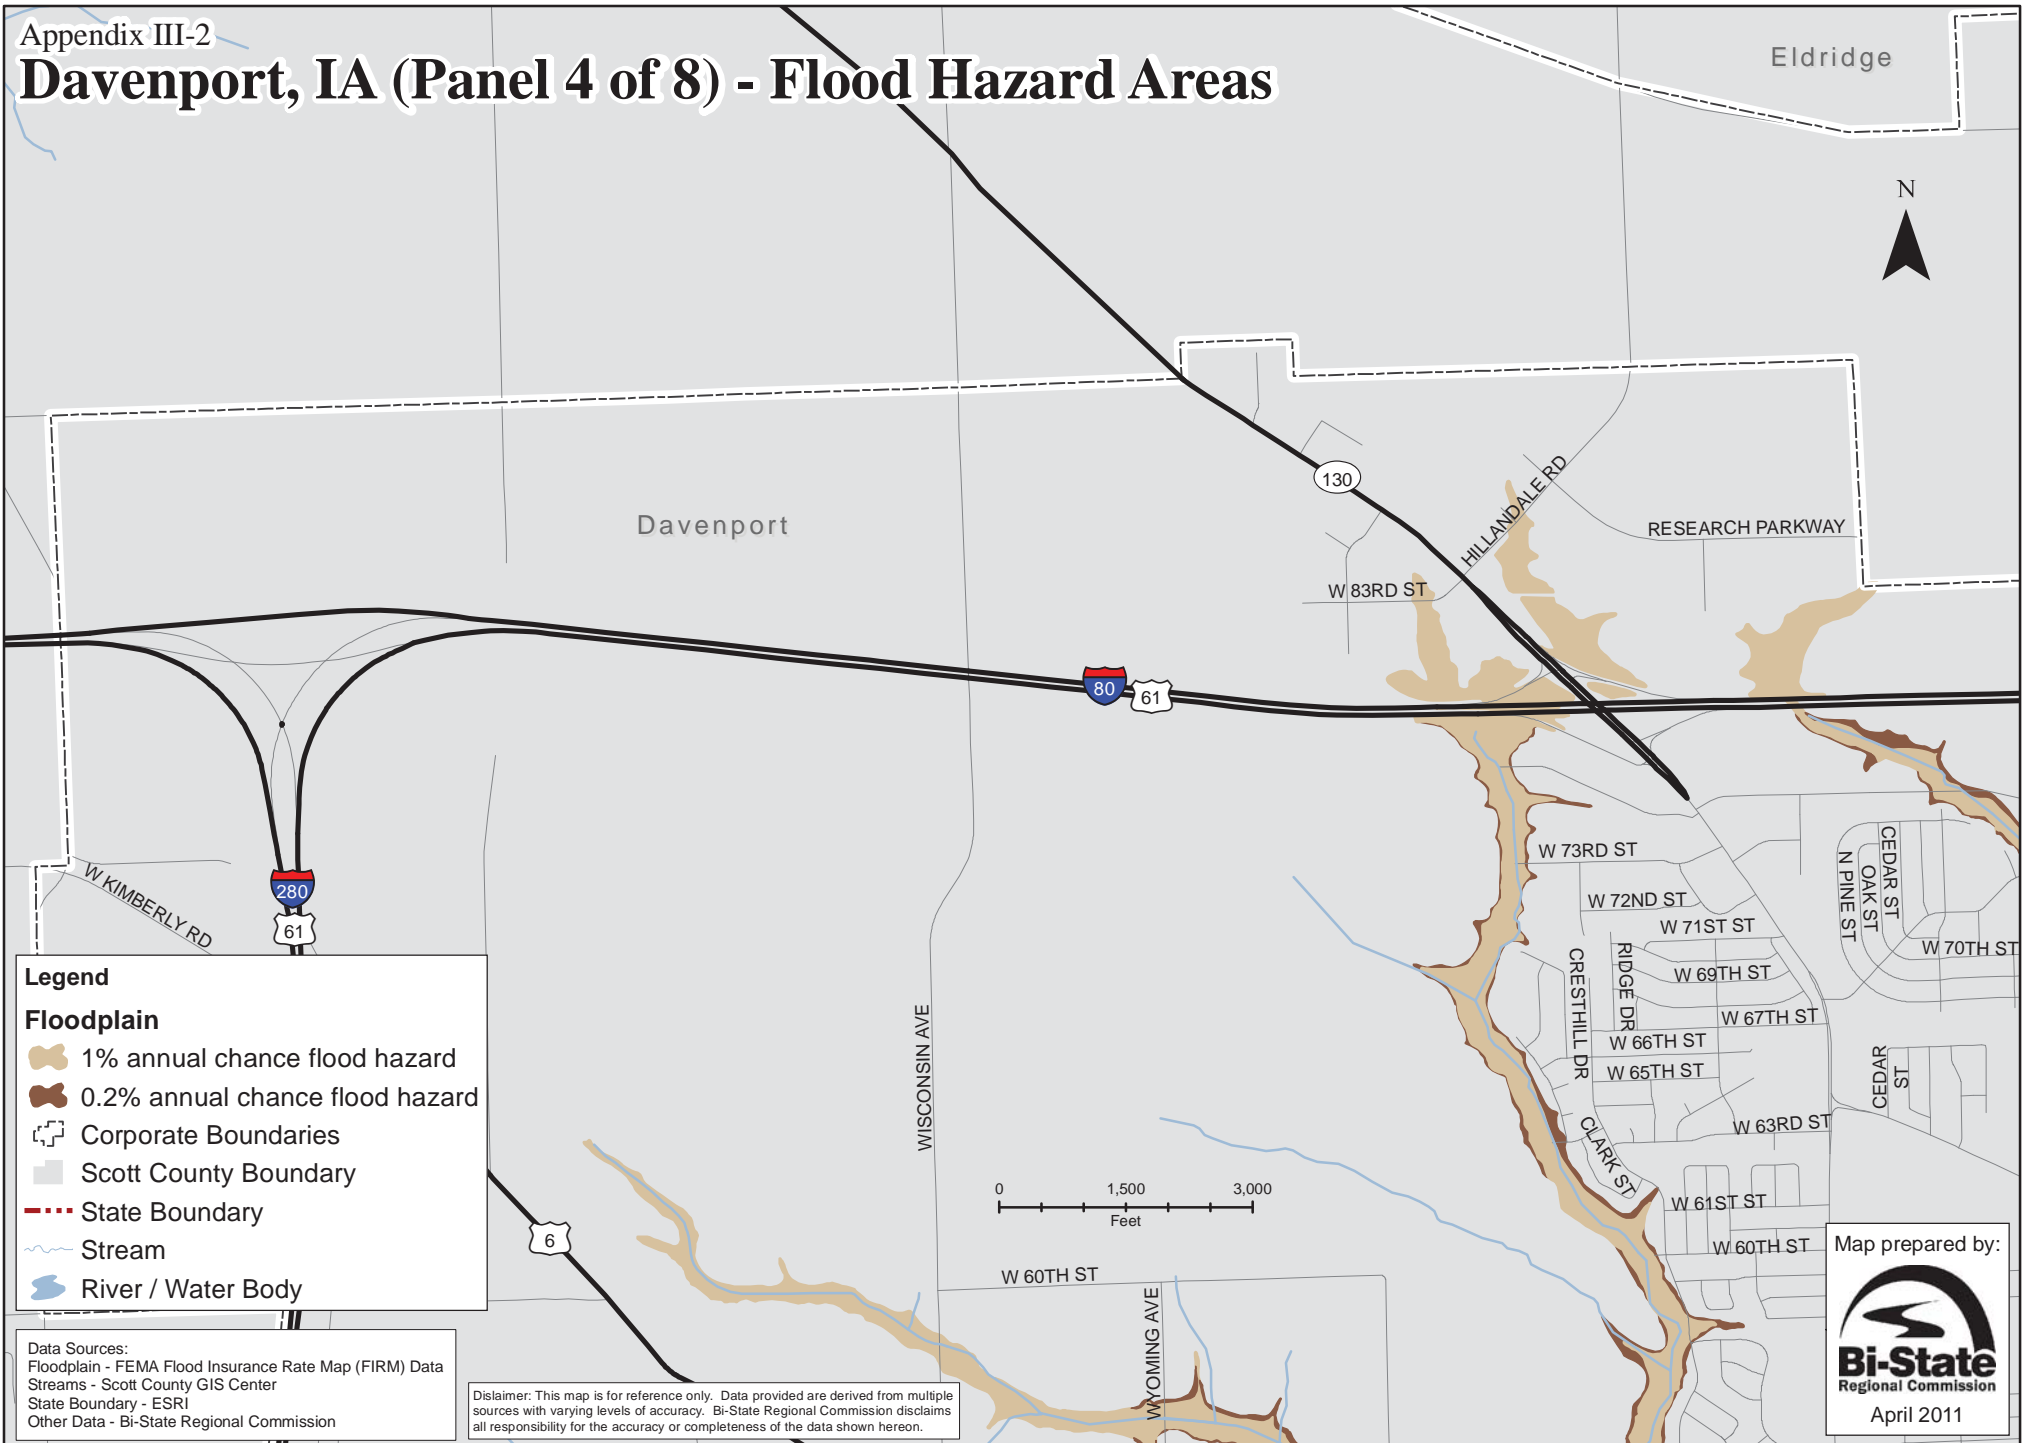 Appendix III-2
Davenport, IA (Panel 4 of 8) - Flood Hazard Areas
Eldridge
N
Davenport
130
HILLANDALE RD
RESEARCH PARKWAY
W 83RD ST
80
61
W KIMBERLY RD
280
61
W 73RD ST
W 72ND ST
W 71ST ST
W 69TH ST
W 67TH ST
W 66TH ST
W 65TH ST
W 63RD ST
W 61ST ST
W 60TH ST
CRESTHILL DR
RIDGE DR
CLARK ST
N PINE ST
OAK ST
CEDAR ST
W 70TH ST
CEDAR
ST
WISCONSIN AVE
W 60TH ST
WYOMING AVE
6
0
1,500
3,000
Feet
Legend
Floodplain
1% annual chance flood hazard
0.2% annual chance flood hazard
Corporate Boundaries
Scott County Boundary
State Boundary
Stream
River / Water Body
Data Sources:
Floodplain - FEMA Flood Insurance Rate Map (FIRM) Data
Streams - Scott County GIS Center
State Boundary - ESRI
Other Data - Bi-State Regional Commission
Dislaimer: This map is for reference only. Data provided are derived from multiple
sources with varying levels of accuracy. Bi-State Regional Commission disclaims
all responsibility for the accuracy or completeness of the data shown hereon.
Map prepared by:
Bi-State
Regional Commission
April 2011